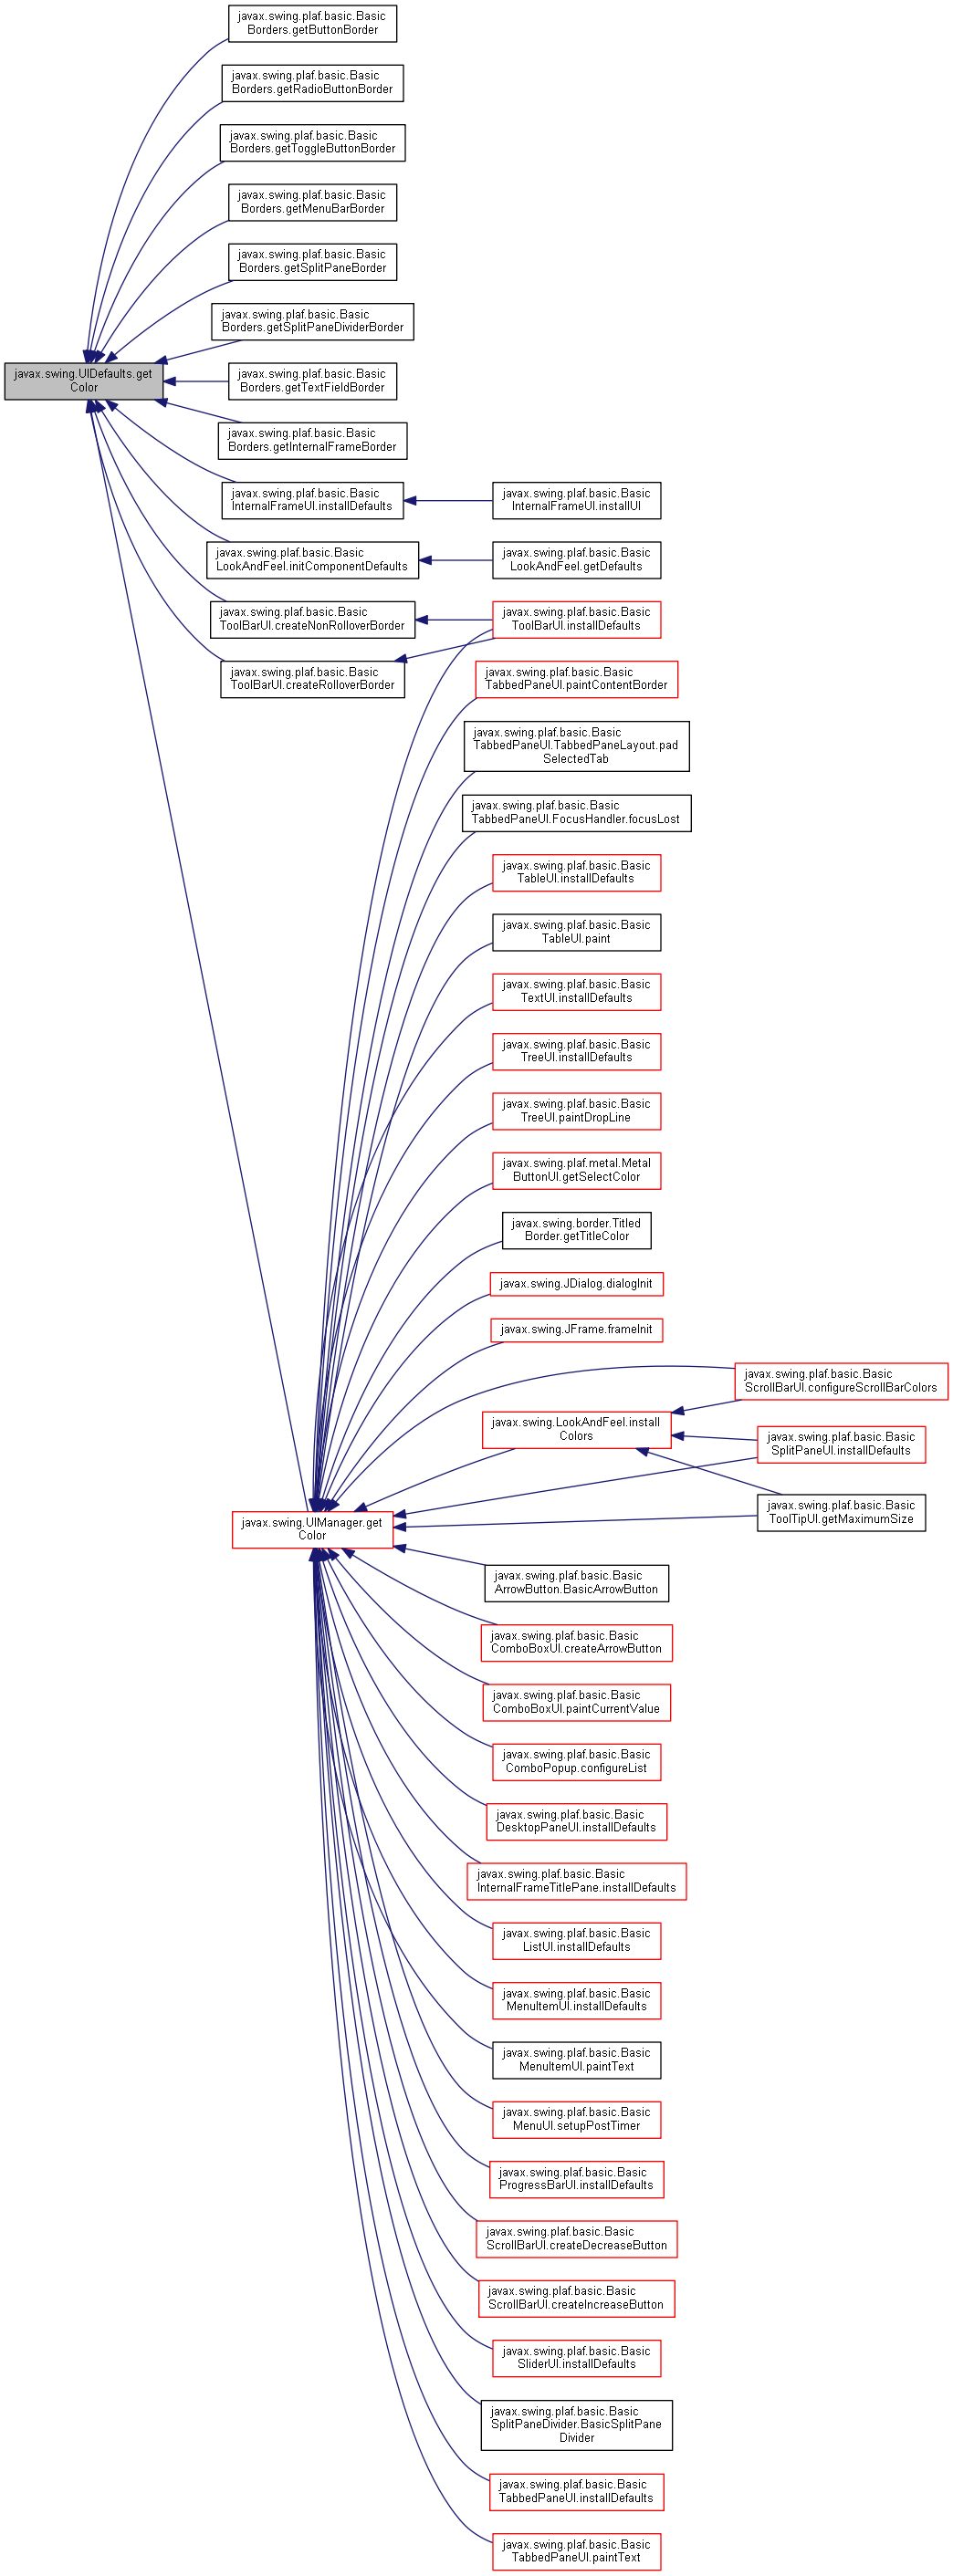 javax.swing.plaf.basic.Basic
Borders.getButtonBorder
javax.swing.plaf.basic.Basic
Borders.getRadioButtonBorder
javax.swing.plaf.basic.Basic
Borders.getToggleButtonBorder
javax.swing.plaf.basic.Basic
Borders.getMenuBarBorder
javax.swing.plaf.basic.Basic
Borders.getSplitPaneBorder
javax.swing.plaf.basic.Basic
Borders.getSplitPaneDividerBorder
javax.swing.UIDefaults.get
Color
javax.swing.plaf.basic.Basic
Borders.getTextFieldBorder
javax.swing.plaf.basic.Basic
Borders.getInternalFrameBorder
javax.swing.plaf.basic.Basic
InternalFrameUI.installDefaults
javax.swing.plaf.basic.Basic
InternalFrameUI.installUI
javax.swing.plaf.basic.Basic
LookAndFeel.initComponentDefaults
javax.swing.plaf.basic.Basic
LookAndFeel.getDefaults
javax.swing.plaf.basic.Basic
ToolBarUI.createNonRolloverBorder
javax.swing.plaf.basic.Basic
ToolBarUI.installDefaults
javax.swing.plaf.basic.Basic
ToolBarUI.createRolloverBorder
javax.swing.plaf.basic.Basic
TabbedPaneUI.paintContentBorder
javax.swing.plaf.basic.Basic
TabbedPaneUI.TabbedPaneLayout.pad
SelectedTab
javax.swing.plaf.basic.Basic
TabbedPaneUI.FocusHandler.focusLost
javax.swing.plaf.basic.Basic
TableUI.installDefaults
javax.swing.plaf.basic.Basic
TableUI.paint
javax.swing.plaf.basic.Basic
TextUI.installDefaults
javax.swing.plaf.basic.Basic
TreeUI.installDefaults
javax.swing.plaf.basic.Basic
TreeUI.paintDropLine
javax.swing.plaf.metal.Metal
ButtonUI.getSelectColor
javax.swing.border.Titled
Border.getTitleColor
javax.swing.JDialog.dialogInit
javax.swing.JFrame.frameInit
javax.swing.plaf.basic.Basic
ScrollBarUI.configureScrollBarColors
javax.swing.LookAndFeel.install
Colors
javax.swing.plaf.basic.Basic
SplitPaneUI.installDefaults
javax.swing.plaf.basic.Basic
ToolTipUI.getMaximumSize
javax.swing.UIManager.get
Color
javax.swing.plaf.basic.Basic
ArrowButton.BasicArrowButton
javax.swing.plaf.basic.Basic
ComboBoxUI.createArrowButton
javax.swing.plaf.basic.Basic
ComboBoxUI.paintCurrentValue
javax.swing.plaf.basic.Basic
ComboPopup.configureList
javax.swing.plaf.basic.Basic
DesktopPaneUI.installDefaults
javax.swing.plaf.basic.Basic
InternalFrameTitlePane.installDefaults
javax.swing.plaf.basic.Basic
ListUI.installDefaults
javax.swing.plaf.basic.Basic
MenuItemUI.installDefaults
javax.swing.plaf.basic.Basic
MenuItemUI.paintText
javax.swing.plaf.basic.Basic
MenuUI.setupPostTimer
javax.swing.plaf.basic.Basic
ProgressBarUI.installDefaults
javax.swing.plaf.basic.Basic
ScrollBarUI.createDecreaseButton
javax.swing.plaf.basic.Basic
ScrollBarUI.createIncreaseButton
javax.swing.plaf.basic.Basic
SliderUI.installDefaults
javax.swing.plaf.basic.Basic
SplitPaneDivider.BasicSplitPane
Divider
javax.swing.plaf.basic.Basic
TabbedPaneUI.installDefaults
javax.swing.plaf.basic.Basic
TabbedPaneUI.paintText